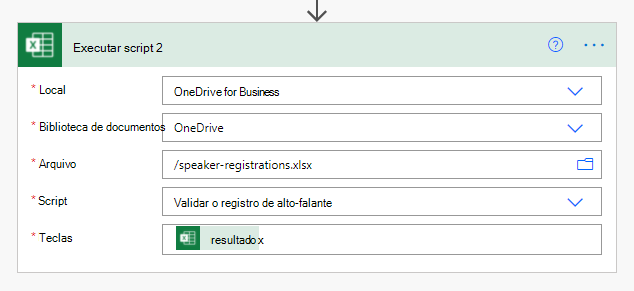 Executar script 2
* Local
OneDrive for Business
* Biblioteca de documentos
OneDrive
* Arquivo
/speaker-registrations.xlsx
* Script
Validar o registro de alto-falante
* Teclas
resultado x